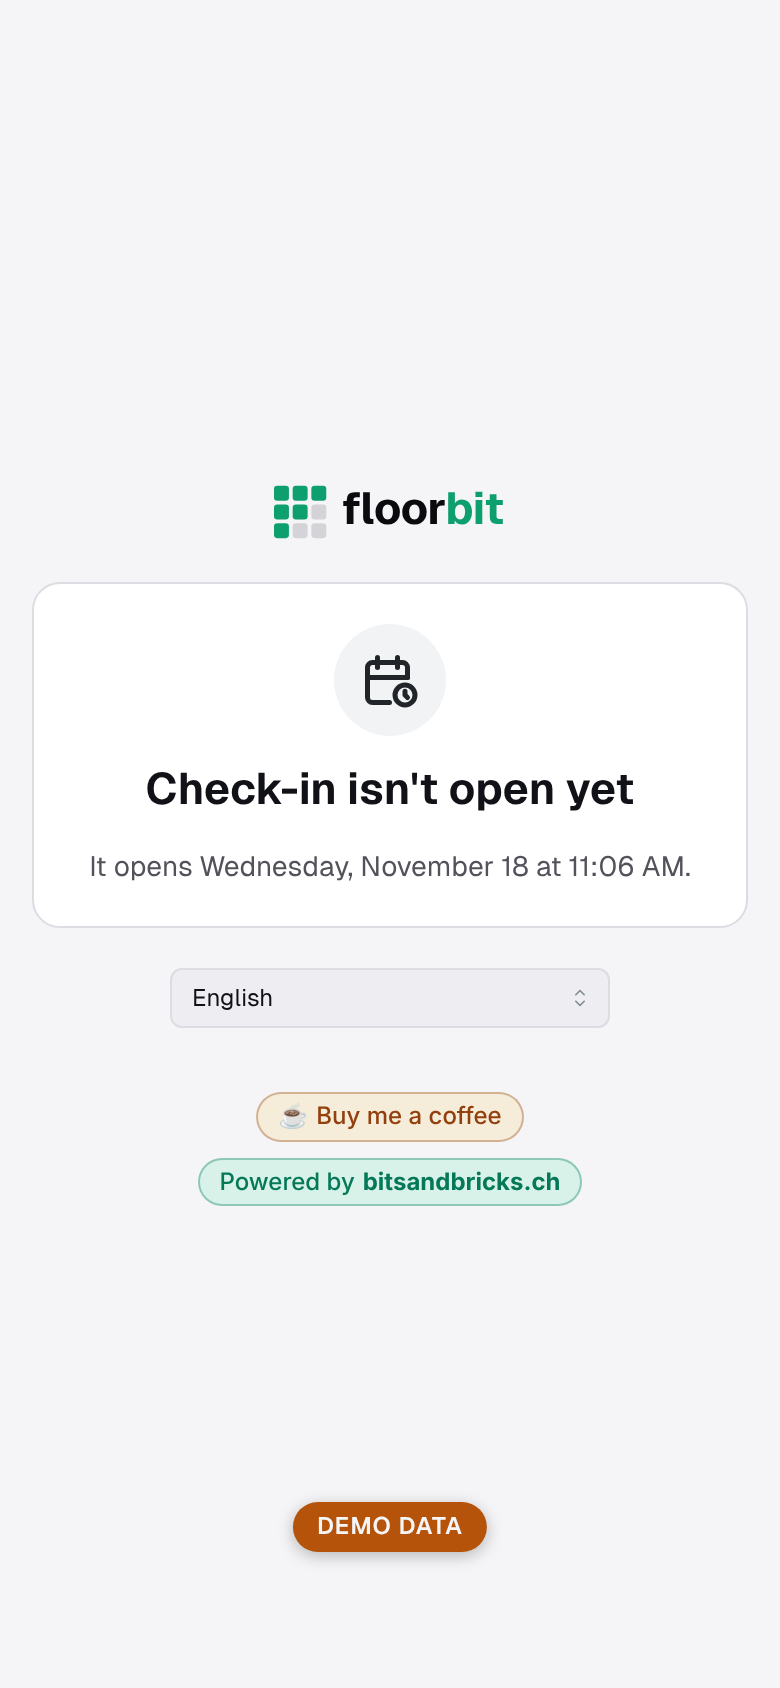 floorbit
Check-in isn't open yet
It opens Wednesday, November 18 at 11:06 AM.
English
☕ Buy me a coffee
Powered by bitsandbricks.ch
DEMO DATA